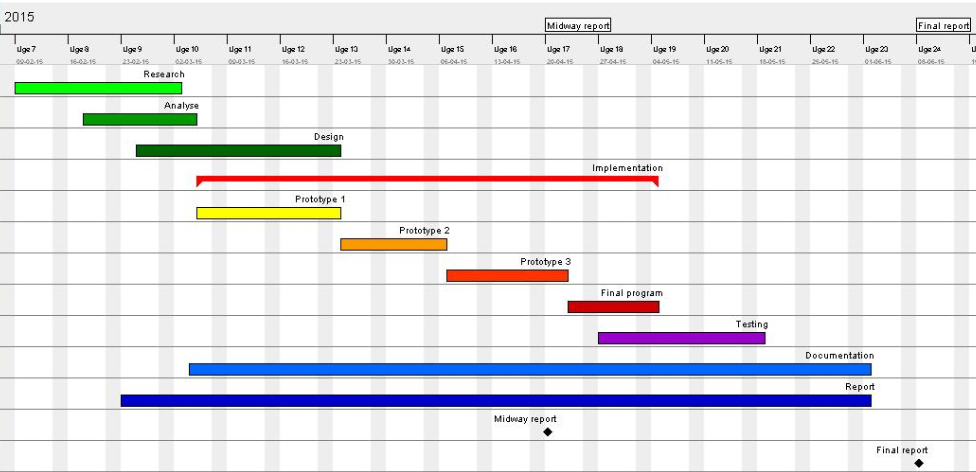 2015
Midway report
Final report
Uge 7 Uge 8 Uge 9 Uge 10 Uge 11 Uge 12 Uge 13 Uge 14 Uge 15 Uge 16 Uge 17 Uge 18 Uge 19 Uge 20 Uge 21 Uge 22 Uge 23 Uge 24
09-02-15 16-02-15 23-02-15 02-03-15 09-03-15 16-03-15 23-03-15 30-03-15 06-04-15 13-04-15 20-04-15 27-04-15 04-05-15 11-05-15 18-05-15 25-05-15 01-06-15 08-06-15
Research
Analyse
Design
Implementation
Prototype 1
Prototype 2
Prototype 3
Final program
Testing
Documentation
Report
Midway report
Final report